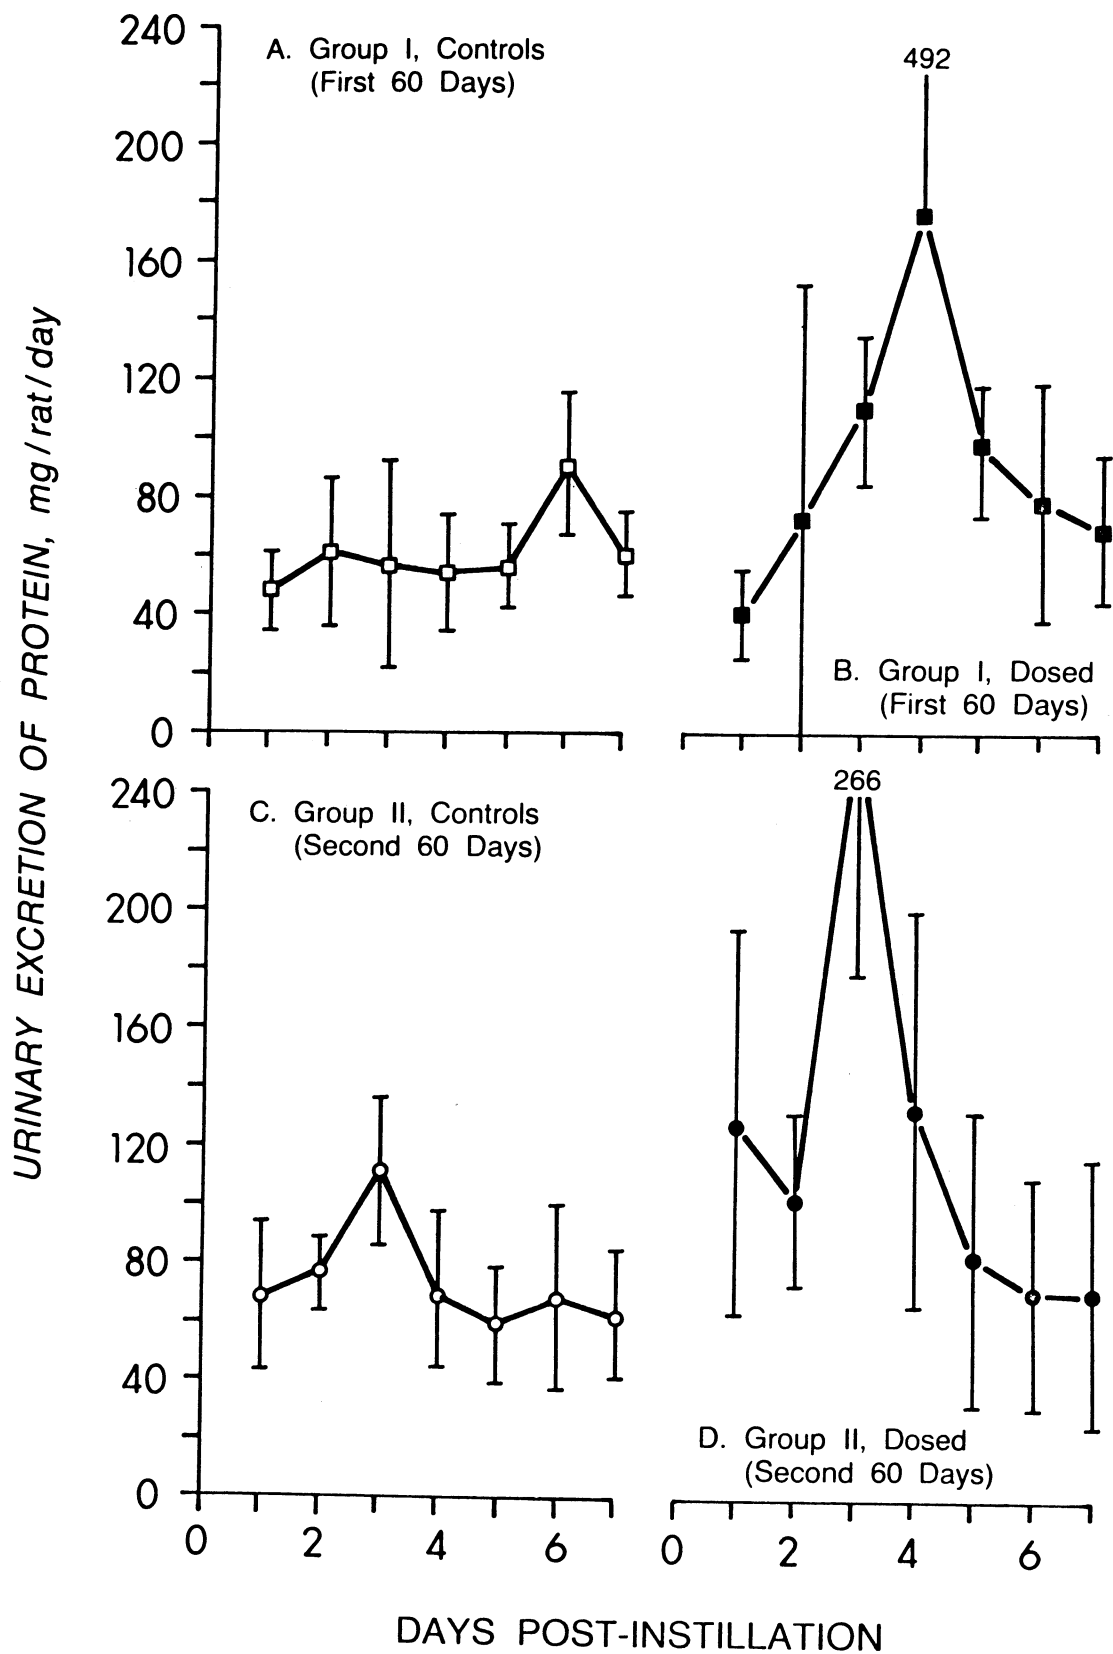 240
200
160
120
80
40
0
A. Group I, Controls
(First 60 Days)
492
B. Group I, Dosed
(First 60 Days)
URINARY EXCRETION OF PROTEIN, mg/rat/day
240
200
160
120
80
40
0
C. Group II, Controls
(Second 60 Days)
266
D. Group II, Dosed
(Second 60 Days)
0 2 4 6
0 2 4 6
DAYS POST-INSTILLATION